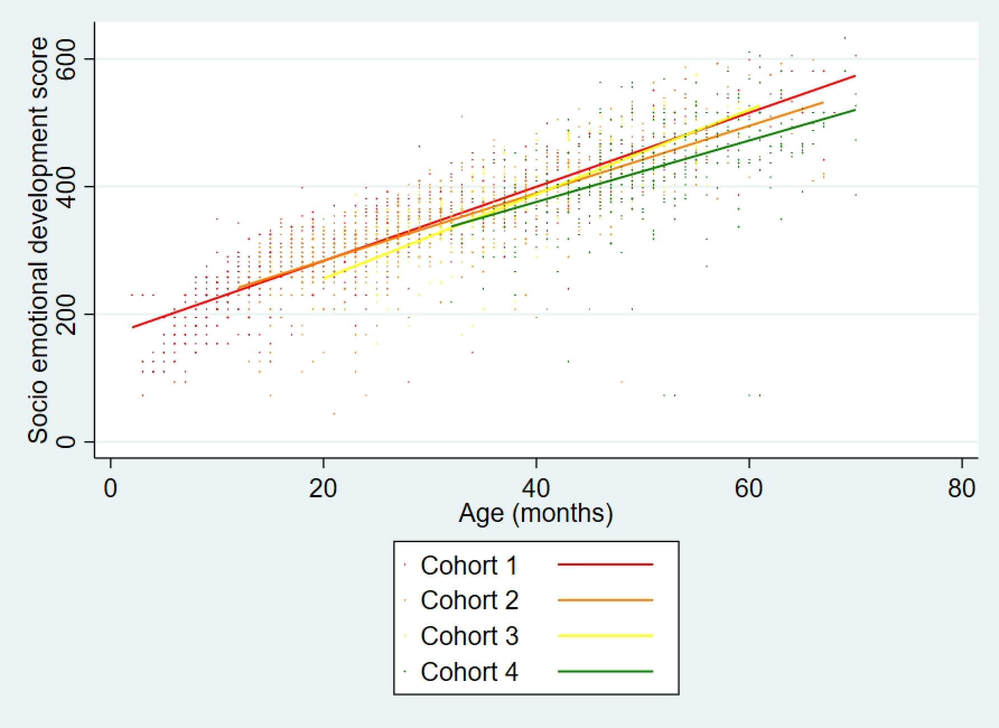 Socio emotional development score
600
400
200
0
0 20 40 60 80
Age (months)
Cohort 1
Cohort 2
Cohort 3
Cohort 4